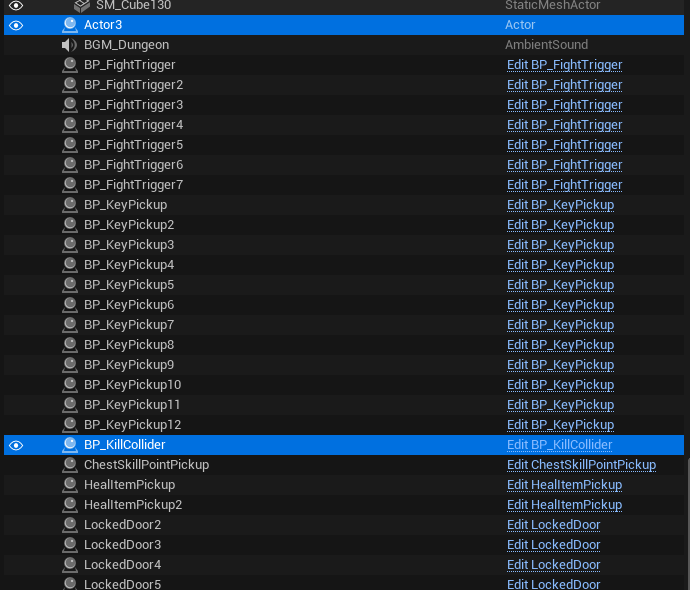 SM_Cube130 StaticMeshActor
Actor3 Actor
BGM_Dungeon AmbientSound
BP_FightTrigger Edit BP_FightTrigger
BP_FightTrigger2 Edit BP_FightTrigger
BP_FightTrigger3 Edit BP_FightTrigger
BP_FightTrigger4 Edit BP_FightTrigger
BP_FightTrigger5 Edit BP_FightTrigger
BP_FightTrigger6 Edit BP_FightTrigger
BP_FightTrigger7 Edit BP_FightTrigger
BP_KeyPickup Edit BP_KeyPickup
BP_KeyPickup2 Edit BP_KeyPickup
BP_KeyPickup3 Edit BP_KeyPickup
BP_KeyPickup4 Edit BP_KeyPickup
BP_KeyPickup5 Edit BP_KeyPickup
BP_KeyPickup6 Edit BP_KeyPickup
BP_KeyPickup7 Edit BP_KeyPickup
BP_KeyPickup8 Edit BP_KeyPickup
BP_KeyPickup9 Edit BP_KeyPickup
BP_KeyPickup10 Edit BP_KeyPickup
BP_KeyPickup11 Edit BP_KeyPickup
BP_KeyPickup12 Edit BP_KeyPickup
BP_KillCollider Edit BP_KillCollider
ChestSkillPointPickup Edit ChestSkillPointPickup
HealItemPickup Edit HealItemPickup
HealItemPickup2 Edit HealItemPickup
LockedDoor2 Edit LockedDoor
LockedDoor3 Edit LockedDoor
LockedDoor4 Edit LockedDoor
LockedDoor5 Edit LockedDoor